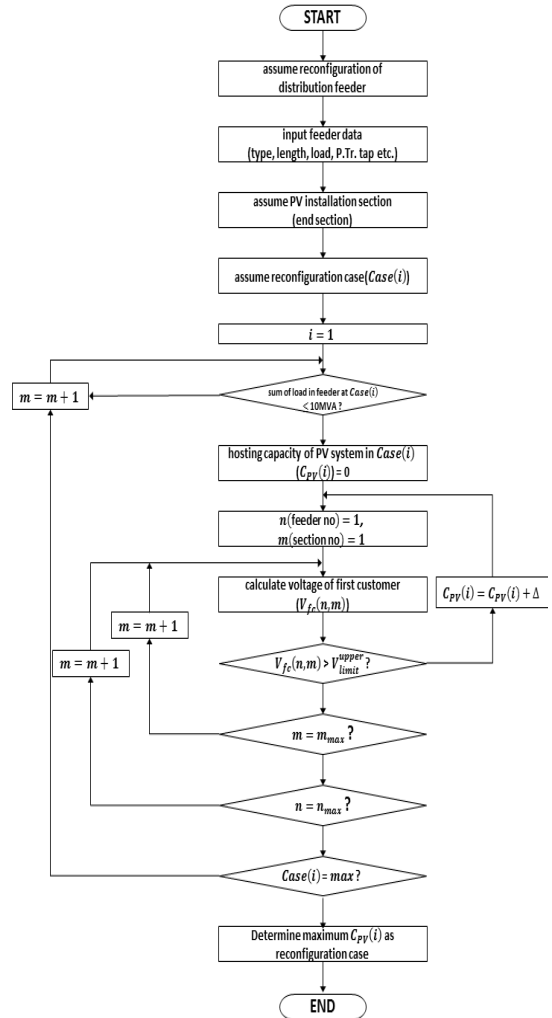 START
assume reconfiguration of
distribution feeder
input feeder data
(type, length, load, P.Tr. tap etc.)
assume PV installation section
(end section)
assume reconfiguration case(Case(i))
i = 1
m = m + 1
sum of load in feeder at Case(i)
< 10MVA ?
hosting capacity of PV system in Case(i)
(C_PV(i)) = 0
n(feeder no) = 1,
m(section no) = 1
calculate voltage of first customer
(V_fc(n,m))
C_PV(i) = C_PV(i) + Δ
m = m + 1
m = m + 1
V_fc(n,m) > V_limit^upper ?
m = m_max ?
n = n_max ?
Case(i) = max ?
Determine maximum C_PV(i) as
reconfiguration case
END